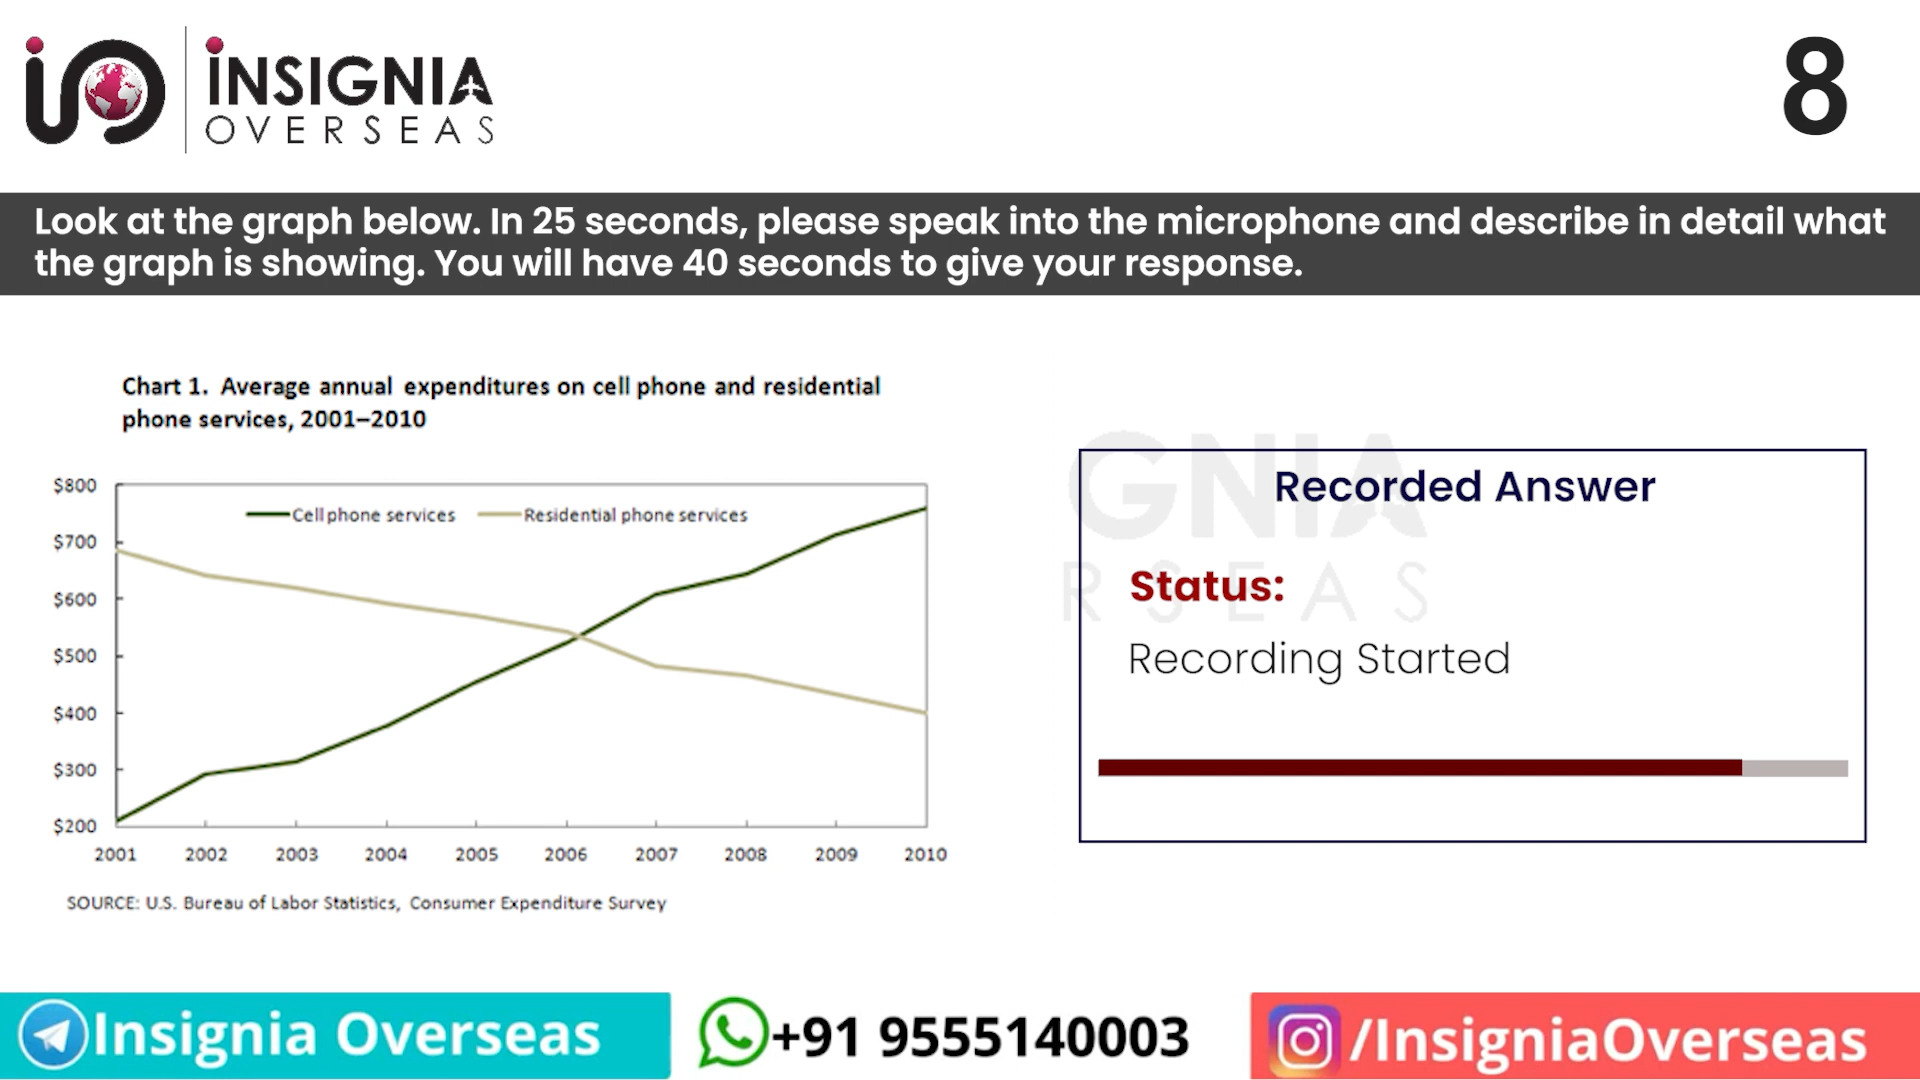 INSIGNIA
OVERSEAS
8
Look at the graph below. In 25 seconds, please speak into the microphone and describe in detail what
the graph is showing. You will have 40 seconds to give your response.
Chart 1. Average annual expenditures on cell phone and residential
phone services, 2001–2010
$800
$700
$600
$500
$400
$300
$200
Cell phone services
Residential phone services
2001 2002 2003 2004 2005 2006 2007 2008 2009 2010
SOURCE: U.S. Bureau of Labor Statistics, Consumer Expenditure Survey
GNIA
RSEAS
Recorded Answer
Status:
Recording Started
Insignia Overseas
+91 9555140003
/InsigniaOverseas